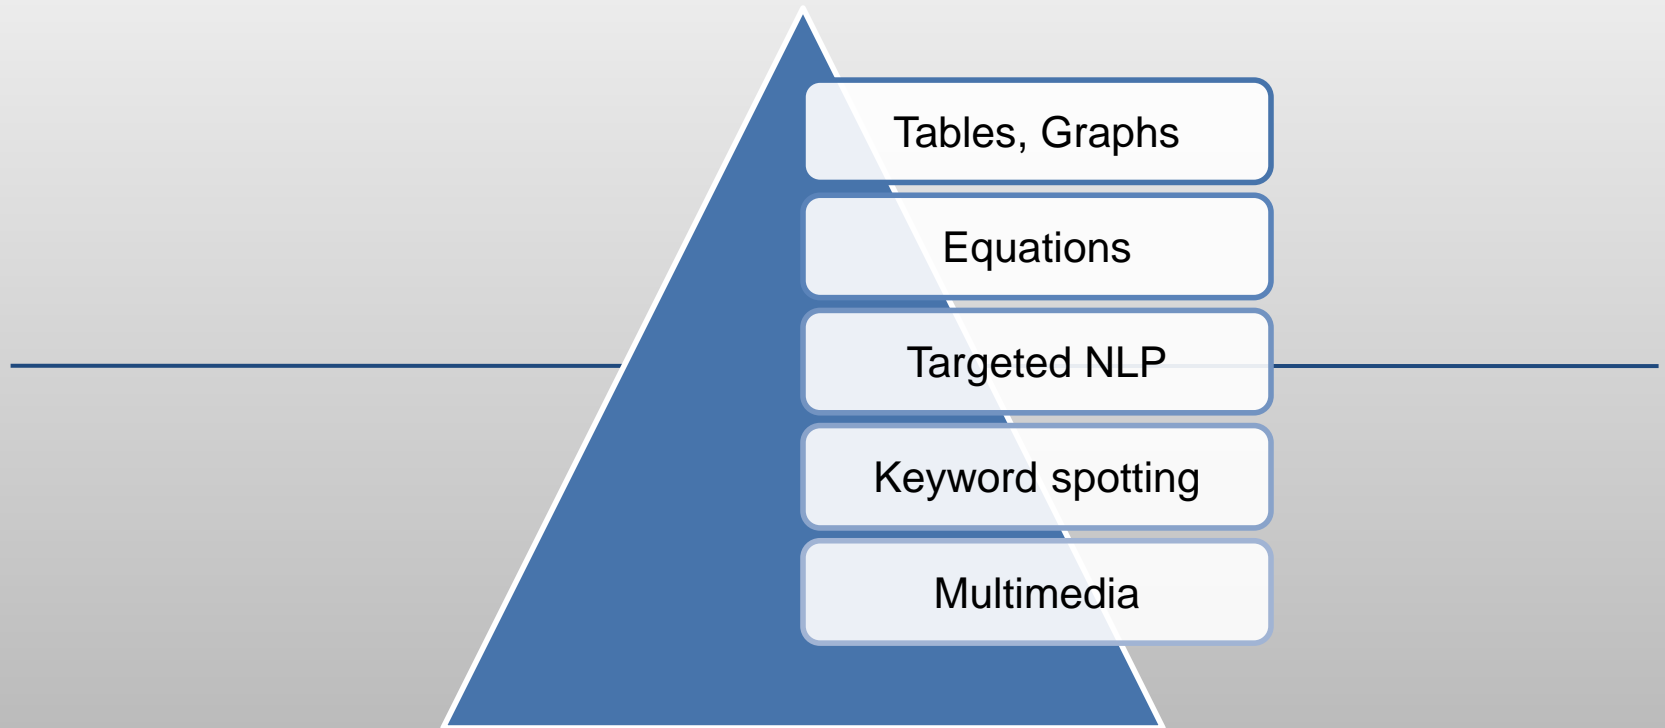 Tables, Graphs
Equations
Targeted NLP
Keyword spotting
Multimedia